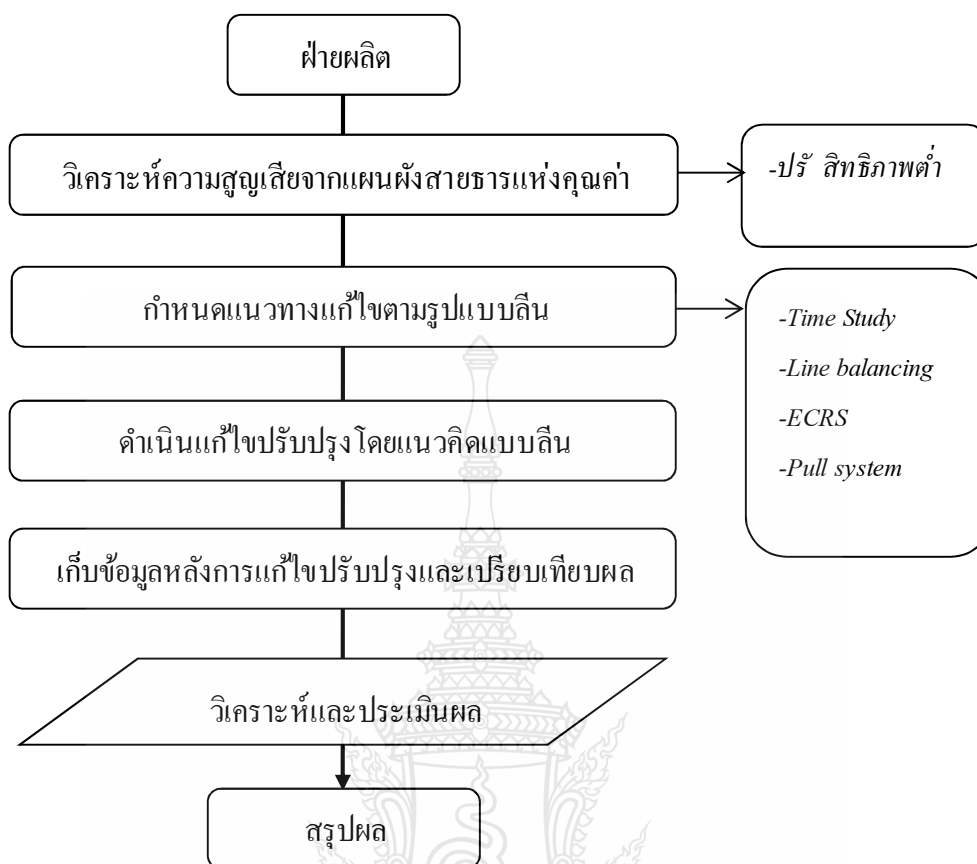 ฝ่ายผลิต
วิเคราะห์ความสูญเสียจากแผนผังสายธารแห่งคุณค่า
-ปรั สิทธิภาพต่ำ
กำหนดแนวทางแก้ไขตามรูปแบบลีน
-Time Study
-Line balancing
-ECRS
-Pull system
ดำเนินแก้ไขปรับปรุงโดยแนวคิดแบบลีน
เก็บข้อมูลหลังการแก้ไขปรับปรุงและเปรียบเทียบผล
วิเคราะห์และประเมินผล
สรุปผล